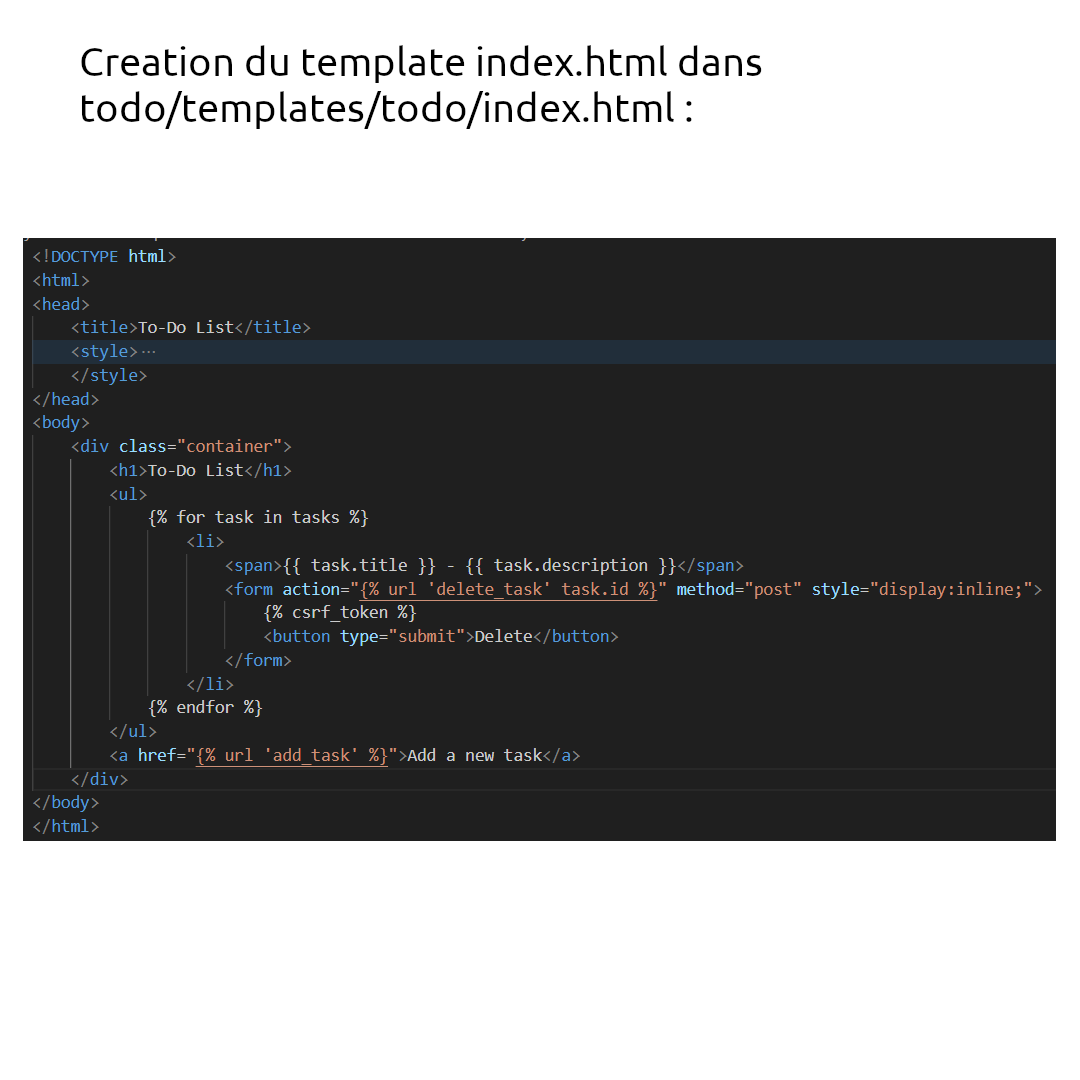 Creation du template index.html dans
todo/templates/todo/index.html :
<!DOCTYPE html>
<html>
<head>
    <title>To-Do List</title>
    <style>···
    </style>
</head>
<body>
    <div class="container">
        <h1>To-Do List</h1>
        <ul>
            {% for task in tasks %}
                <li>
                    <span>{{ task.title }} - {{ task.description }}</span>
                    <form action="{% url 'delete_task' task.id %}" method="post" style="display:inline;">
                        {% csrf_token %}
                        <button type="submit">Delete</button>
                    </form>
                </li>
            {% endfor %}
        </ul>
        <a href="{% url 'add_task' %}">Add a new task</a>
    </div>
</body>
</html>